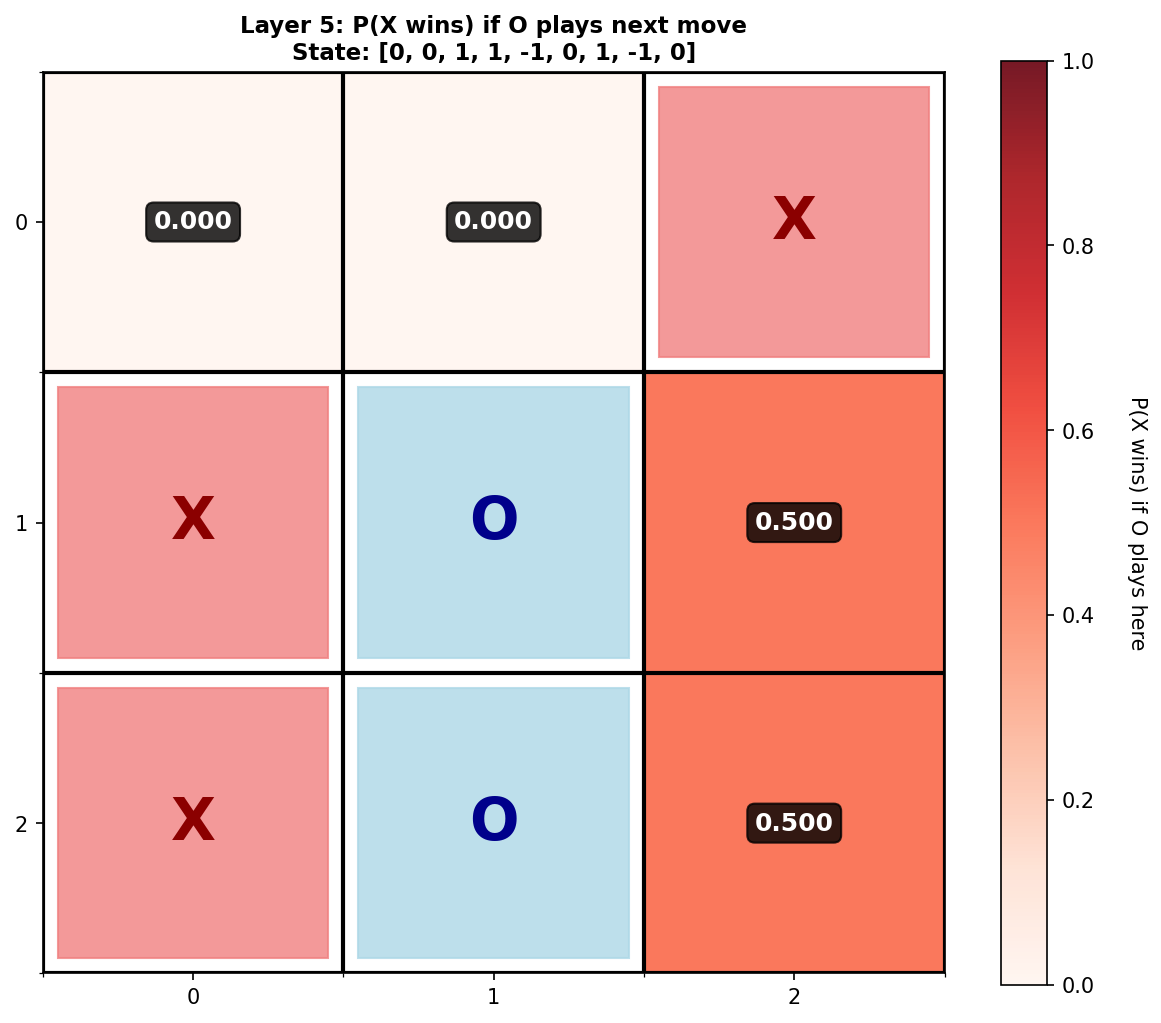 Layer 5: P(X wins) if O plays next move
State: [0, 0, 1, 1, -1, 0, 1, -1, 0]
0
0.000
0.000
X
1
X
O
0.500
2
X
O
0.500
0
1
2
1.0
0.8
0.6
0.4
0.2
0.0
P(X wins) if O plays here